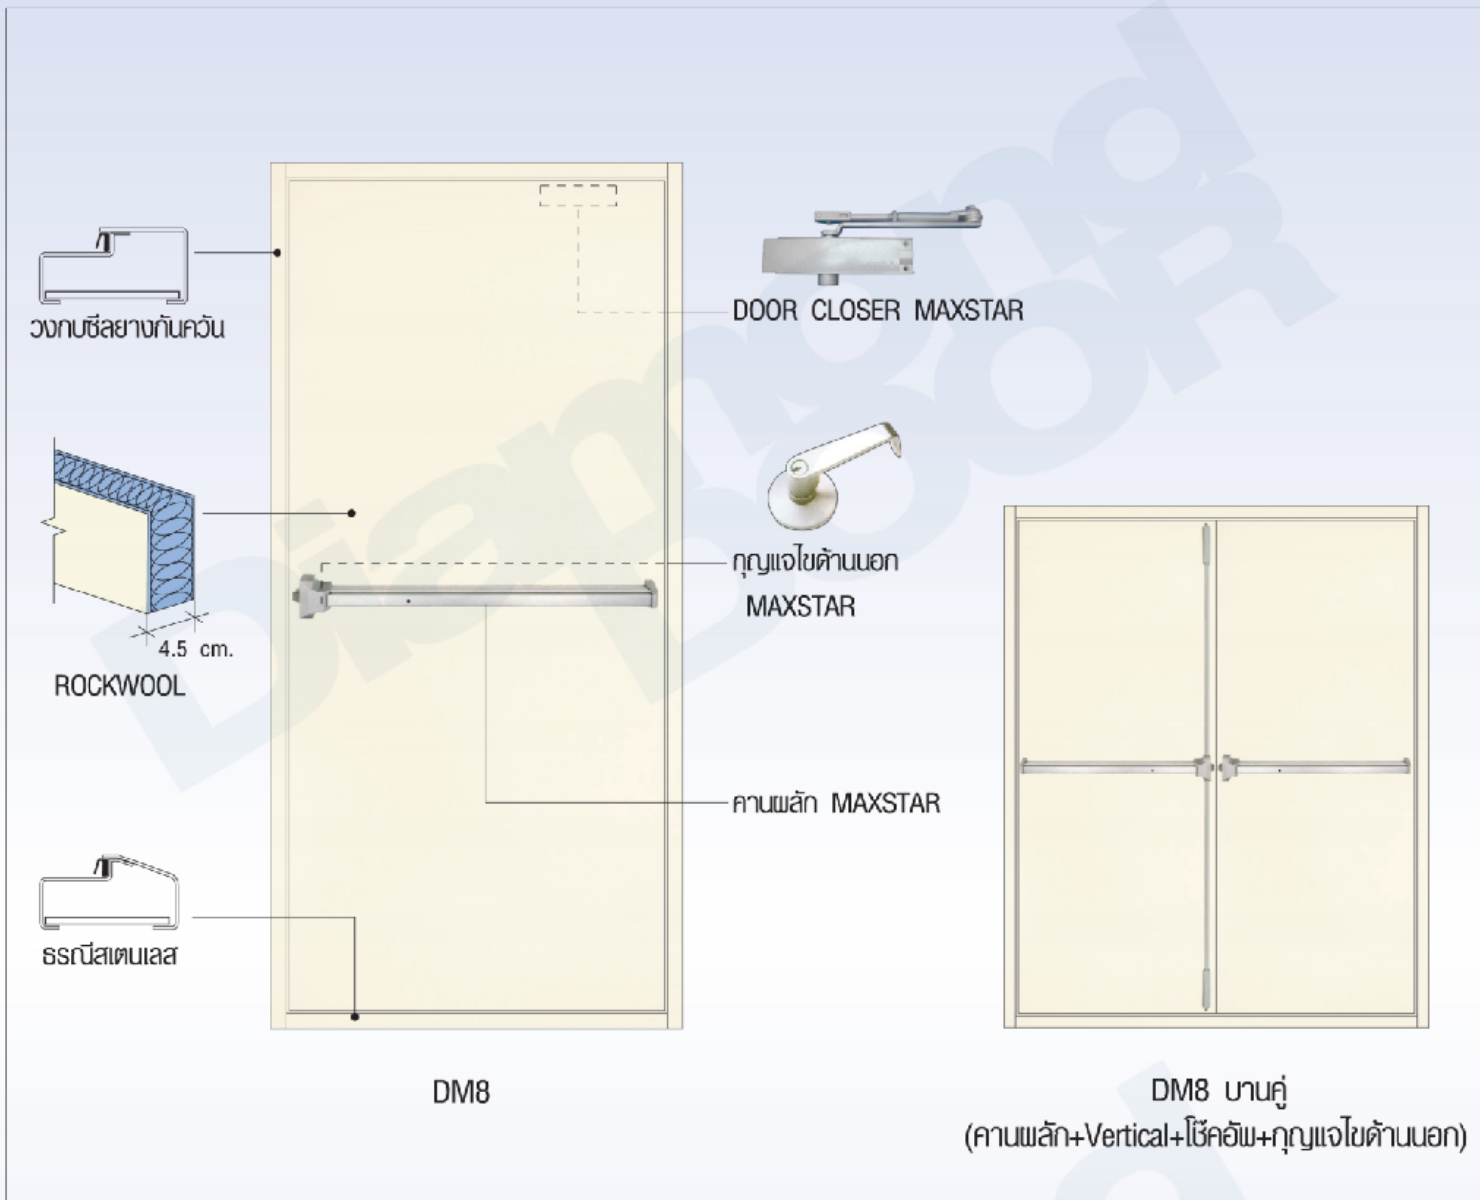 วงกบซีลยางกันควัน
DOOR CLOSER MAXSTAR
กุญแจไขด้านนอก
MAXSTAR
4.5 cm.
ROCKWOOL
คานผลัก MAXSTAR
ธรณีสเตนเลส
DM8
DM8 บานคู่
(คานผลัก+Vertical+โช๊คอัพ+กุญแจไขด้านนอก)
Diamond
DOOR